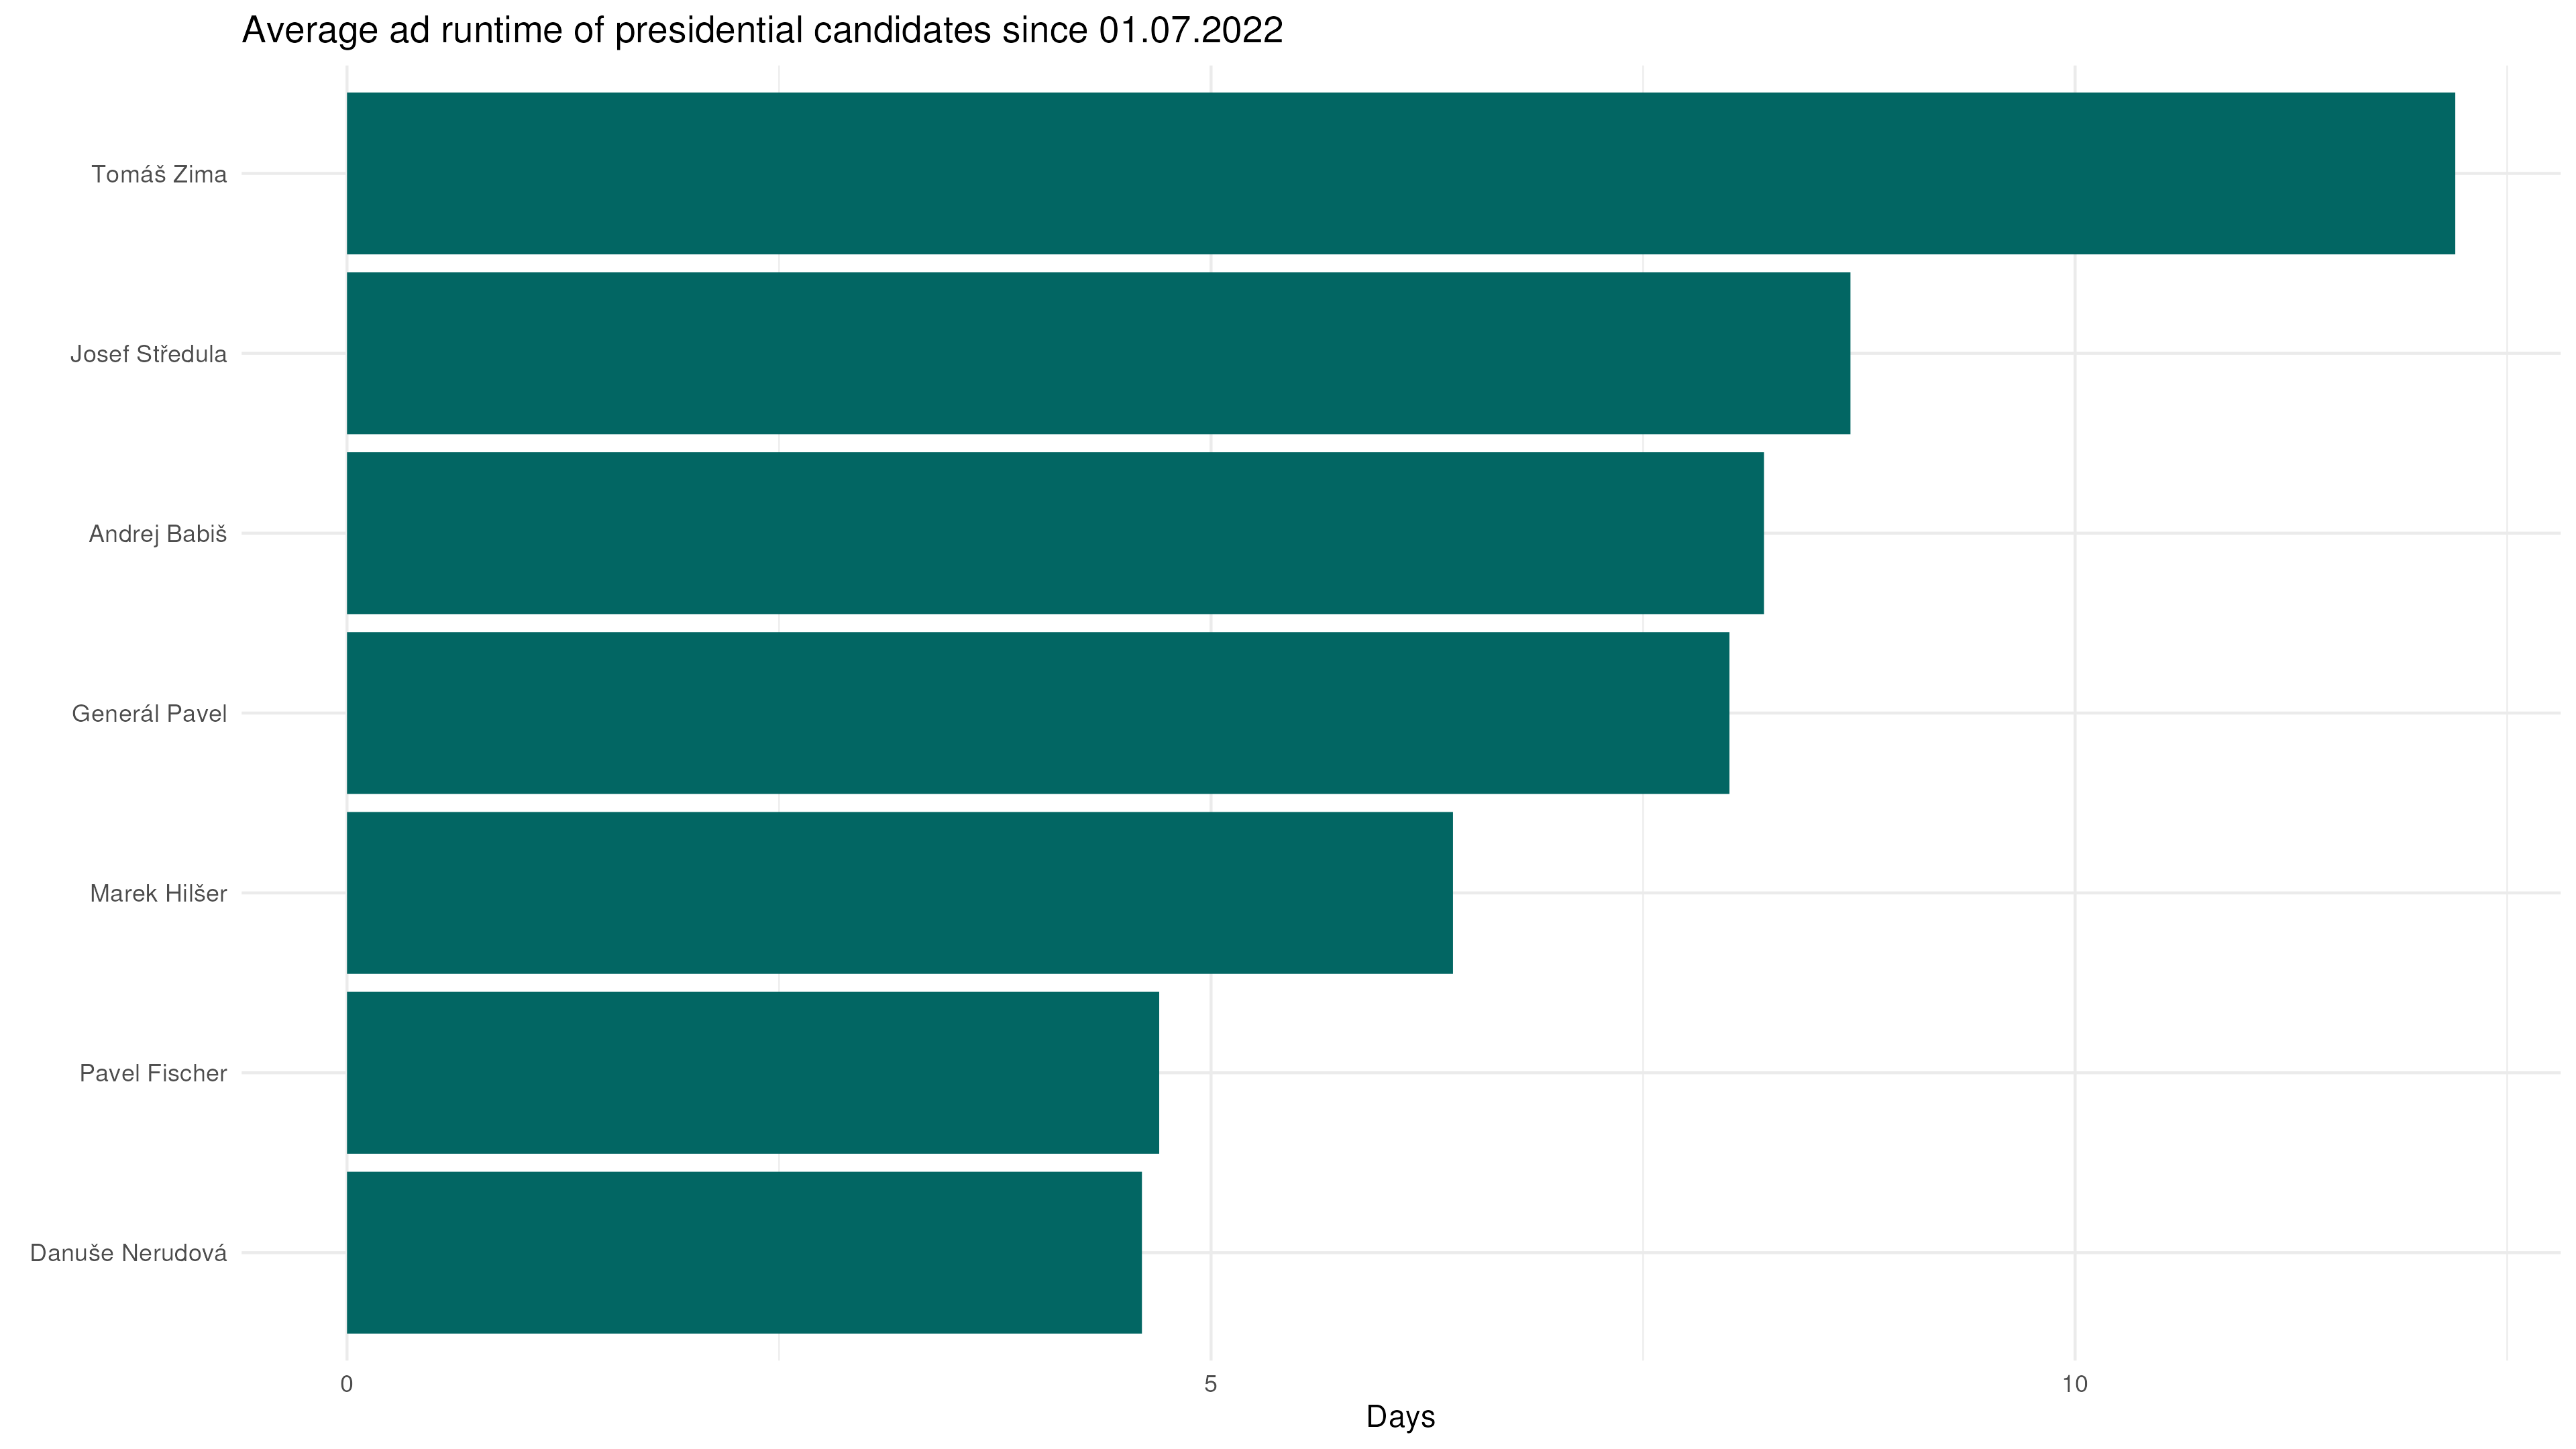 Average ad runtime of presidential candidates since 01.07.2022
Tomáš Zima
Josef Středula
Andrej Babiš
Generál Pavel
Marek Hilšer
Pavel Fischer
Danuše Nerudová
0 5 10
Days